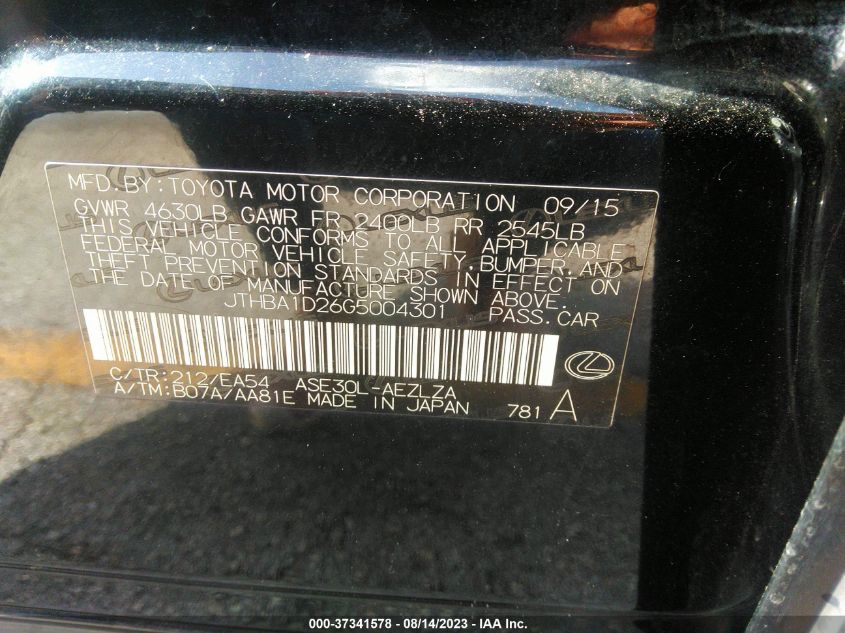 MFD. BY: TOYOTA MOTOR CORPORATION 09/15
GVWR 4630LB GAWR FR 2400LB RR 2545LB
THIS VEHICLE CONFORMS TO ALL APPLICABLE
FEDERAL MOTOR VEHICLE SAFETY, BUMPER, AND
THEFT PREVENTION STANDARDS IN EFFECT ON
THE DATE OF MANUFACTURE SHOWN ABOVE.
JTHBA1D26G5004301 PASS. CAR
C/TR: 212/EA54 ASE30L-AEZLZA
A/TM: B07A/AA81E MADE IN JAPAN 781 A
000-37341578 - 08/14/2023 - IAA Inc.